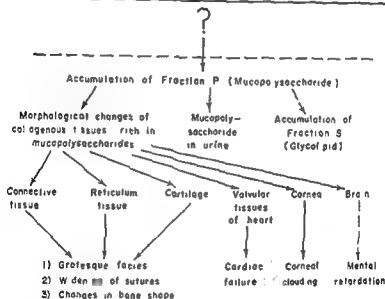 ?
Accumulation of Fraction P (Mucopolysaccharide)
Morphological changes of
collagenous tissues rich in
mucopolysaccharides
Mucopoly-
saccharide
in urine
Accumulation of
Fraction S
(Glycolipid)
Connective
tissue
Reticulum
tissue
Cartilage
Valvular
tissues
of heart
Cornea
Brain
1) Grotesque facies
2) Widening of sutures
3) Changes in bone shape
Cardiac
failure
Corneal
clouding
Mental
retardation